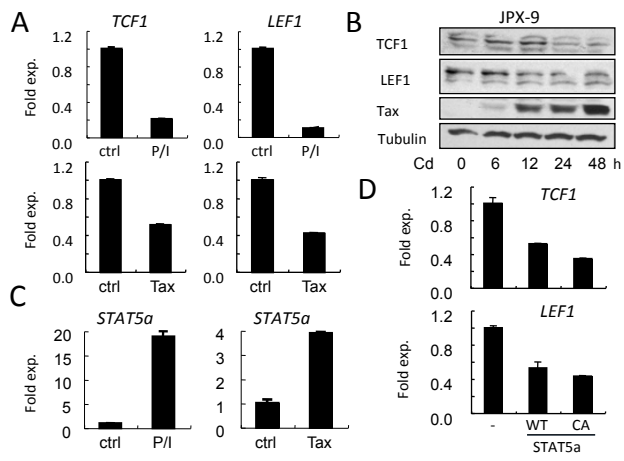 A
TCF1
LEF1
Fold exp.
1.2
0.8
0.4
0.0
ctrl P/I
1.2
0.8
0.4
0.0
ctrl P/I
Fold exp.
1.2
0.8
0.4
0.0
ctrl Tax
1.2
0.8
0.4
0.0
ctrl Tax
B
JPX-9
TCF1
LEF1
Tax
Tubulin
Cd 0 6 12 24 48 h
C
STAT5a
STAT5a
Fold exp.
20
15
10
5
0
ctrl P/I
4
3
2
1
0
ctrl Tax
D
TCF1
Fold exp.
1.2
0.8
0.4
0.0
LEF1
Fold exp.
1.2
0.8
0.4
0.0
- WT CA
STAT5a